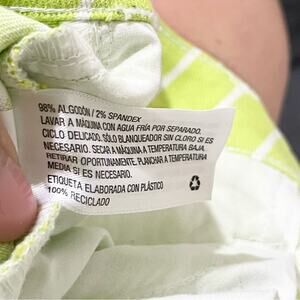 98% ALGODÓN / 2% SPANDEX
LAVAR A MÁQUINA CON AGUA FRÍA POR SEPARADO.
CICLO DELICADO. SÓLO BLANQUEADOR SIN CLORO SI ES
NECESARIO. SECAR A MÁQUINA A TEMPERATURA BAJA.
RETIRAR OPORTUNAMENTE. PLANCHAR A TEMPERATURA
MEDIA SI ES NECESARIO.
ETIQUETA ELABORADA CON PLÁSTICO
100% RECICLADO